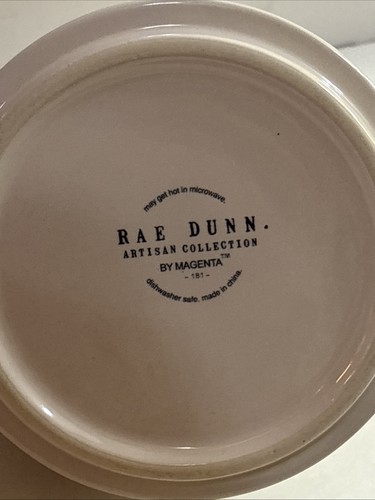 may get hot in microwave.
RAE DUNN.
ARTISAN COLLECTION
BY MAGENTA™
- 181 -
dishwasher safe. made in china.